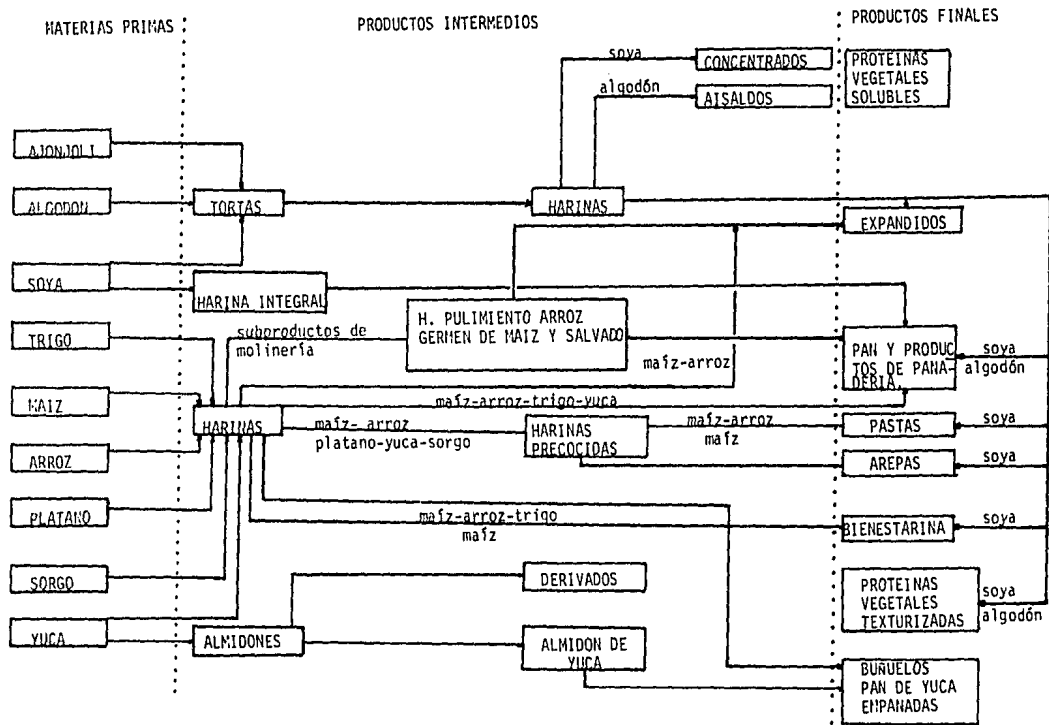 MATERIAS PRIMAS
PRODUCTOS INTERMEDIOS
PRODUCTOS FINALES
soya
CONCENTRADOS
PROTEINAS
VEGETALES
SOLUBLES
algodón
AISALDOS
AJONJOLI
ALGODON
TORTAS
HARINAS
EXPANDIDOS
SOYA
HARINA INTEGRAL
H. PULIMIENTO ARROZ
GERMEN DE MAIZ Y SALVADO
subroductos de
molinería
TRIGO
maíz-arroz
PAN Y PRODUC
TOS DE PANA-
DERIA.
soya
algodón
MAIZ
maíz-arroz-trigo-yuca
HARINAS
maíz- arroz
platano-yuca-sorgo
HARINAS
PRECOCIDAS
maíz-arroz
maíz
PASTAS
soya
ARROZ
AREPAS
soya
PLATANO
maíz-arroz-trigo
maíz
BIENESTARINA
soya
SORGO
DERIVADOS
PROTEINAS
VEGETALES
TEXTURIZADAS
soya
algodón
YUCA
ALMIDONES
ALMIDON DE
YUCA
BUÑUELOS
PAN DE YUCA
EMPANADAS